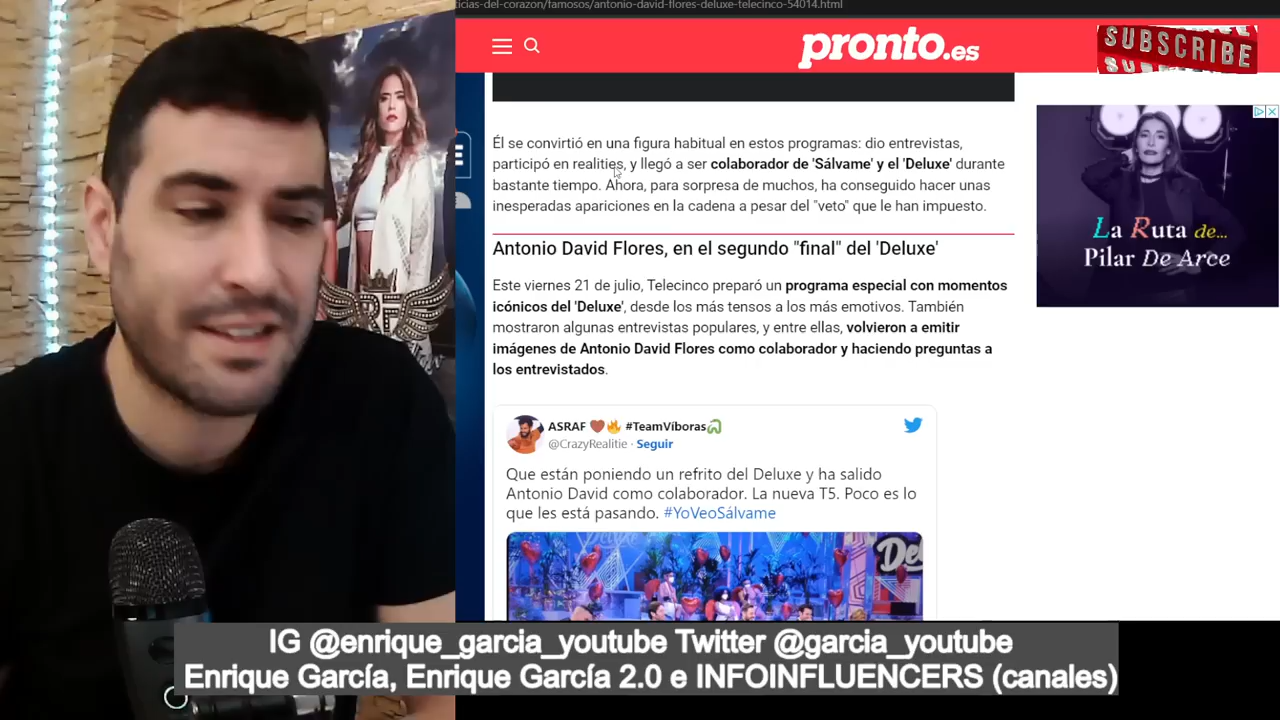 ticias-del-corazon/famosos/antonio-david-flores-deluxe-telecinco-54014.html
pronto.es
SUBSCRIBE
Él se convirtió en una figura habitual en estos programas: dio entrevistas,
participó en realities, y llegó a ser colaborador de 'Sálvame y el 'Deluxe' durante
bastante tiempo. Ahora, para sorpresa de muchos, ha conseguido hacer unas
inesperadas apariciones en la cadena a pesar del "veto" que le han impuesto.
La Ruta de...
Pilar De Arce
Antonio David Flores, en el segundo "final" del 'Deluxe'
Este viernes 21 de julio, Telecinco preparó un programa especial con momentos
icónicos del 'Deluxe', desde los más tensos a los más emotivos. También
mostraron algunas entrevistas populares, y entre ellas, volvieron a emitir
imágenes de Antonio David Flores como colaborador y haciendo preguntas a
los entrevistados.
ASRAF 🤎🔥 #TeamVíboras🐍
@CrazyRealitie · Seguir
Que están poniendo un refrito del Deluxe y ha salido
Antonio David como colaborador. La nueva T5. Poco es lo
que les está pasando. #YoVeoSálvame
Del
IG @enrique_garcia_youtube Twitter @garcia_youtube
Enrique García, Enrique García 2.0 e INFOINFLUENCERS (canales)